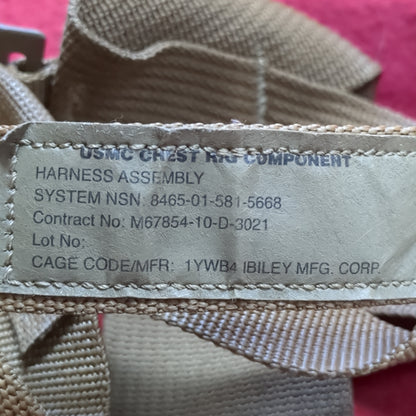 USMC CHEST RIG COMPONENT
HARNESS ASSEMBLY
SYSTEM NSN: 8465-01-581-5668
Contract No: M67854-10-D-3021
Lot No:
CAGE CODE/MFR: 1YWB4 IBILEY MFG. CORP.